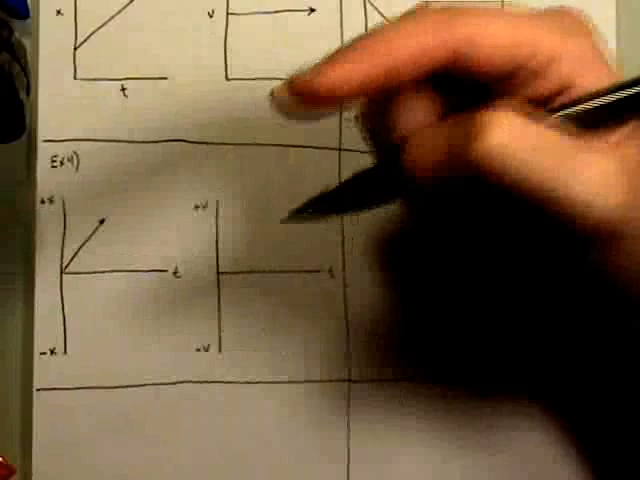 x
v
t
Ex4)
+x
+v
t
t
-x
-v